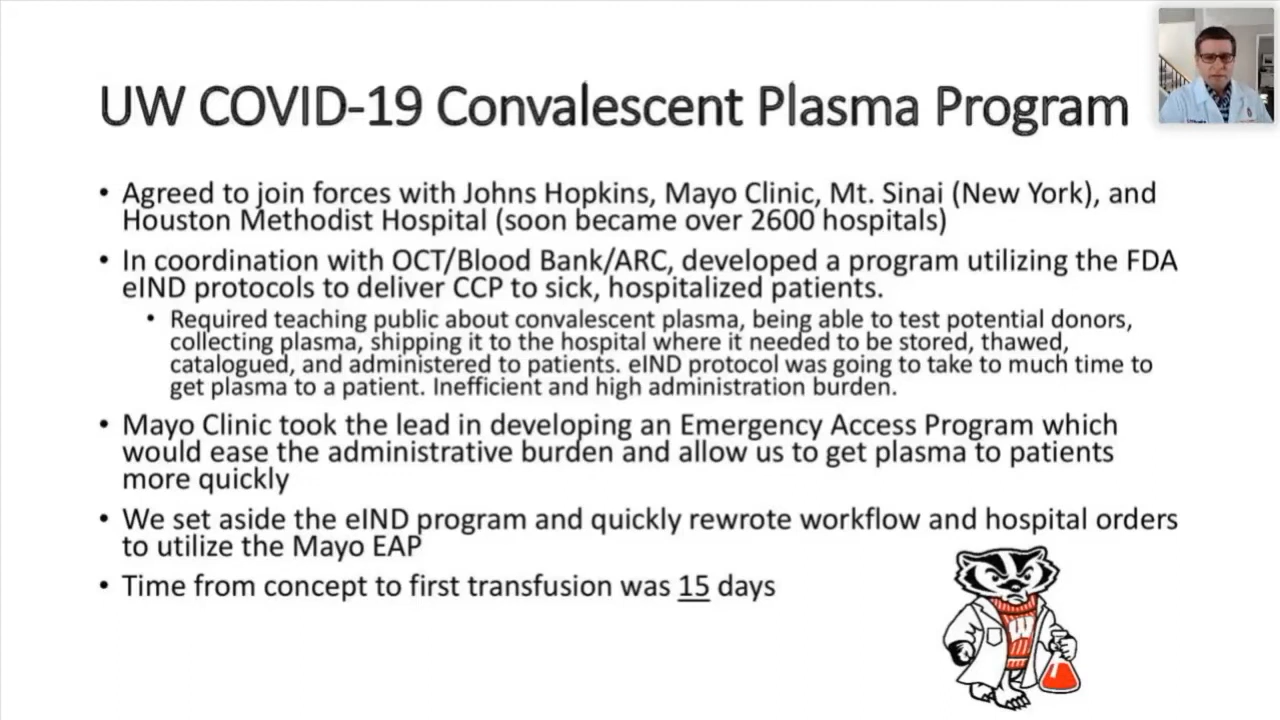 UW COVID-19 Convalescent Plasma Program
• Agreed to join forces with Johns Hopkins, Mayo Clinic, Mt. Sinai (New York), and
Houston Methodist Hospital (soon became over 2600 hospitals)
• In coordination with OCT/Blood Bank/ARC, developed a program utilizing the FDA
eIND protocols to deliver CCP to sick, hospitalized patients.
• Required teaching public about convalescent plasma, being able to test potential donors,
collecting plasma, shipping it to the hospital where it needed to be stored, thawed,
catalogued, and administered to patients. eIND protocol was going to take to much time to
get plasma to a patient. Inefficient and high administration burden.
• Mayo Clinic took the lead in developing an Emergency Access Program which
would ease the administrative burden and allow us to get plasma to patients
more quickly
• We set aside the eIND program and quickly rewrote workflow and hospital orders
to utilize the Mayo EAP
• Time from concept to first transfusion was 15 days
W